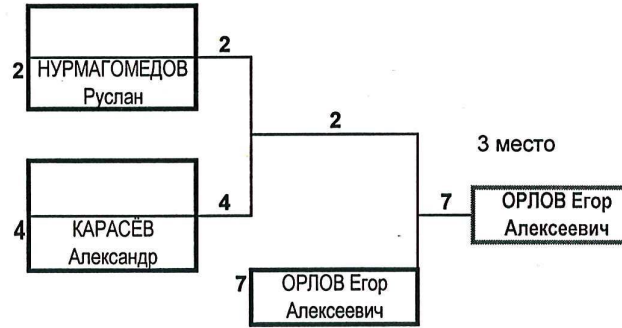 2
2 НУРМАГОМЕДОВ
Руслан
2
3 место
4
7
ОРЛОВ Егор
Алексеевич
4 КАРАСЁВ
Александр
7 ОРЛОВ Егор
Алексеевич